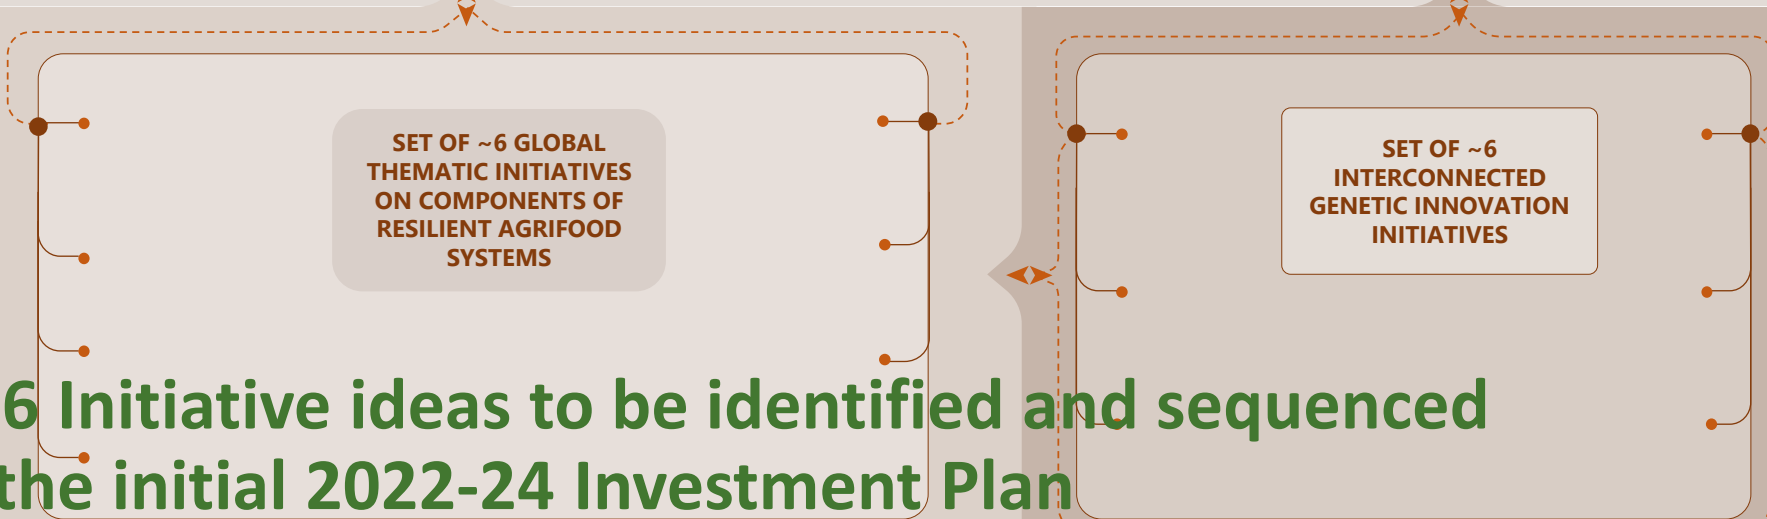 SET OF ~6 GLOBAL
THEMATIC INITIATIVES
ON COMPONENTS OF
RESILIENT AGRIFOOD
SYSTEMS
SET OF ~6
INTERCONNECTED
GENETIC INNOVATION
INITIATIVES
6 Initiative ideas to be identified and sequenced
the initial 2022-24 Investment Plan